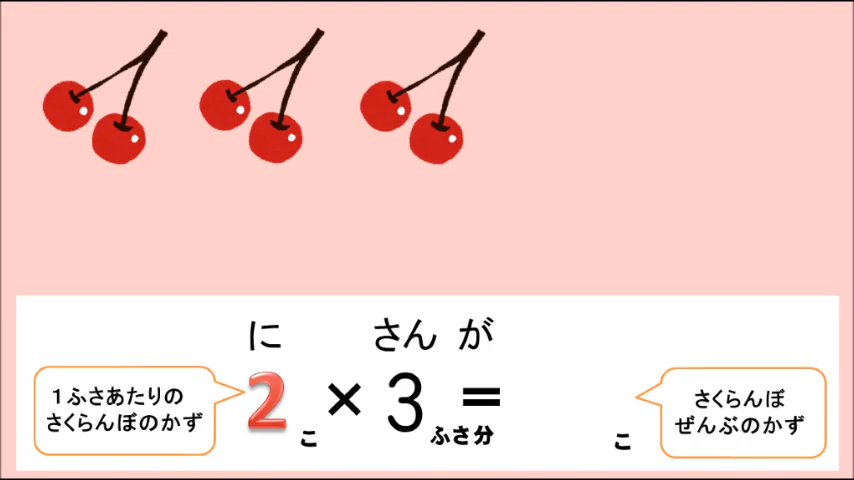 に さん が
1ふさあたりの
さくらんぼのかず
2こ×3ふさ分= こ
さくらんぼ
ぜんぶのかず